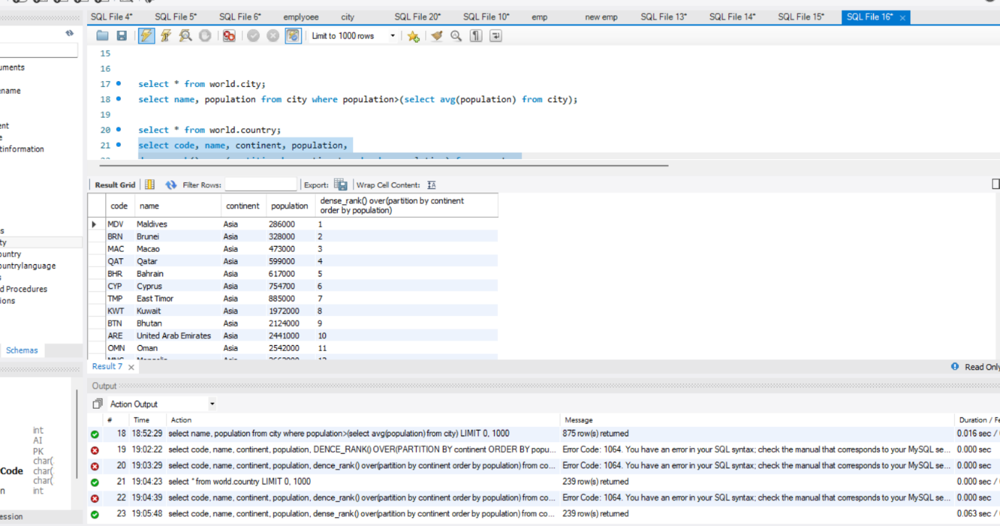 SQL File 4* SQL File 5* SQL File 6* emplyoee city SQL File 20* SQL File 10* emp new emp SQL File 13* SQL File 14* SQL File 15* SQL File 16* ×
Limit to 1000 rows
15
16
17 select * from world.city;
18 select name, population from city where population>(select avg(population) from city);
19
20 select * from world.country;
21 select code, name, continent, population,
uments
ename
ent
e
tinformation
s
ty
ountry
ountrylanguage
s
d Procedures
ions
Schemas
Result Grid Filter Rows: Export: Wrap Cell Content:
code name continent population dense_rank() over(partition by continent
order by population)
MDV Maldives Asia 286000 1
BRN Brunei Asia 328000 2
MAC Macao Asia 473000 3
QAT Qatar Asia 599000 4
BHR Bahrain Asia 617000 5
CYP Cyprus Asia 754700 6
TMP East Timor Asia 885000 7
KWT Kuwait Asia 1972000 8
BTN Bhutan Asia 2124000 9
ARE United Arab Emirates Asia 2441000 10
OMN Oman Asia 2542000 11
Result 7 × Read Only
Output
Action Output
# Time Action Message Duration / Fe
18 18:52:29 select name, population from city where population>(select avg(population) from city) LIMIT 0, 1000 875 row(s) returned 0.016 sec /
19 19:02:22 select code, name, continent, population, DENCE_RANK() OVER(PARTITION BY continent ORDER BY popu... Error Code: 1064. You have an error in your SQL syntax; check the manual that corresponds to your MySQL se... 0.000 sec
20 19:03:29 select code, name, continent, population, dence_rank() over(partition by continent order by population) from co... Error Code: 1064. You have an error in your SQL syntax; check the manual that corresponds to your MySQL se... 0.000 sec
21 19:04:23 select * from world.country LIMIT 0, 1000 239 row(s) returned 0.000 sec /
22 19:04:39 select code, name, continent, population, dence_rank() over(partition by continent order by population) from co... Error Code: 1064. You have an error in your SQL syntax; check the manual that corresponds to your MySQL se... 0.000 sec
23 19:05:48 select code, name, continent, population, dense_rank() over(partition by continent order by population) from co... 239 row(s) returned 0.063 sec /
int
AI
PK
char(
Code char(
char(
n int
ession